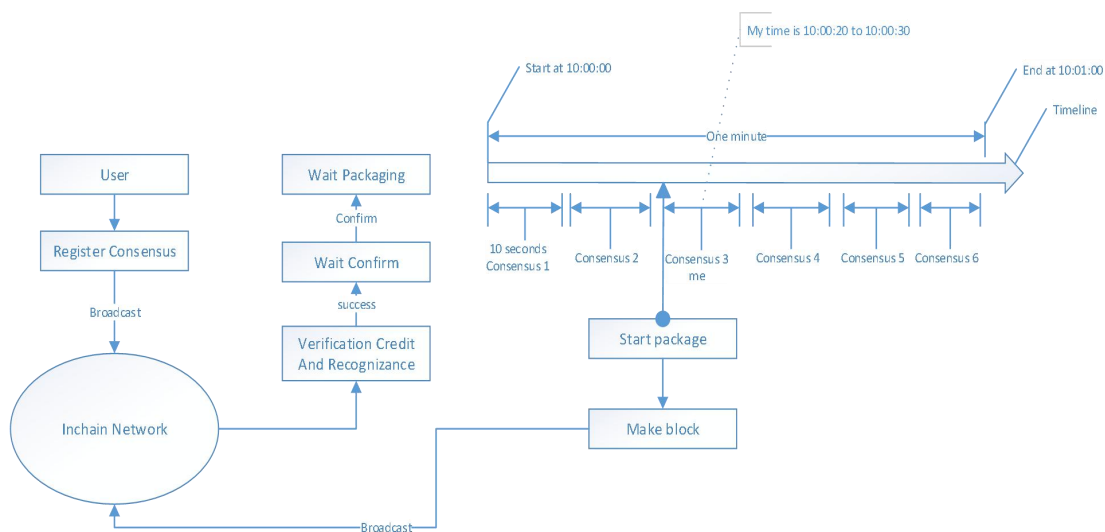 My time is 10:00:20 to 10:00:30
Start at 10:00:00
End at 10:01:00
Timeline
One minute
User
Wait Packaging
Confirm
Register Consensus
Wait Confirm
10 seconds
Consensus 1
Consensus 2
Consensus 3
me
Consensus 4
Consensus 5
Consensus 6
Broadcast
success
Verification Credit
And Recognizance
Start package
Inchain Network
Make block
Broadcast